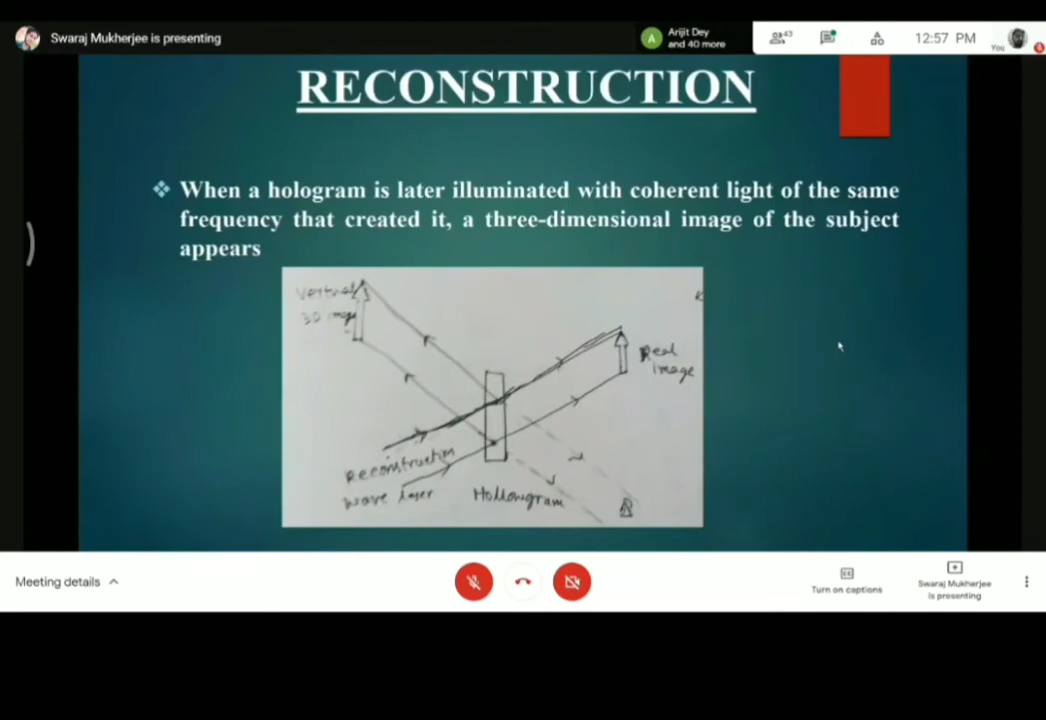 Swaraj Mukherjee is presenting
A
Arijit Dey
and 40 more
43
12:57 PM
You
RECONSTRUCTION
❖ When a hologram is later illuminated with coherent light of the same
frequency that created it, a three-dimensional image of the subject
appears
3D image
Real
image
Reconstruction
wave laser
Hollowgram
Meeting details
Turn on captions
Swaraj Mukherjee
is presenting